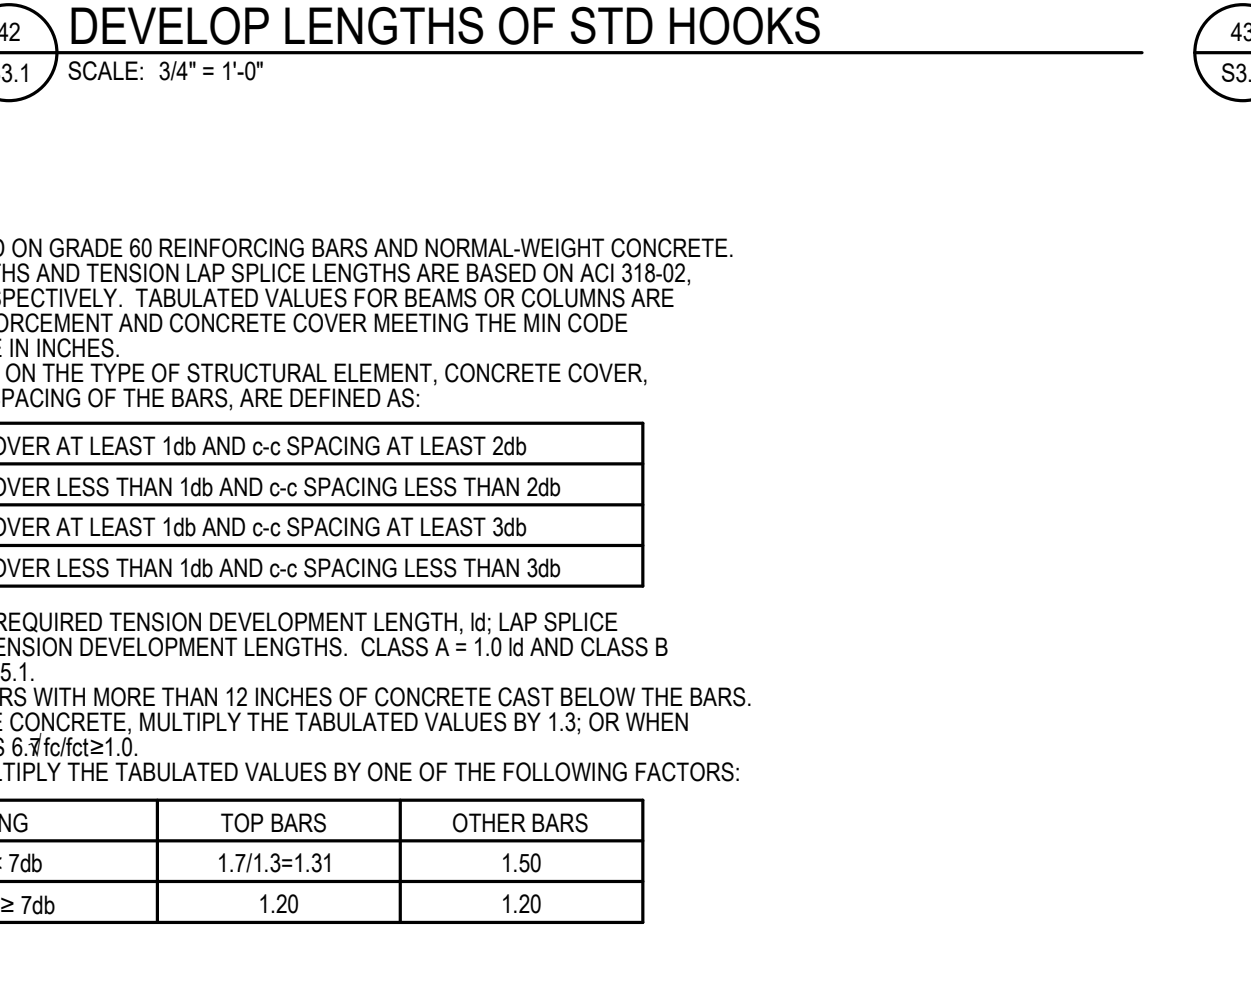 42
3.1
DEVELOP LENGTHS OF STD HOOKS
SCALE: 3/4" = 1'-0"
43
S3.
ON GRADE 60 REINFORCING BARS AND NORMAL-WEIGHT CONCRETE.
AND TENSION LAP SPLICE LENGTHS ARE BASED ON ACI 318-02,
TABULATED VALUES FOR BEAMS OR COLUMNS ARE
AND CONCRETE COVER MEETING THE MIN CODE
IN INCHES.
ON THE TYPE OF STRUCTURAL ELEMENT, CONCRETE COVER,
PACING OF THE BARS, ARE DEFINED AS:
OVER AT LEAST 1db AND c-c SPACING AT LEAST 2db
OVER LESS THAN 1db AND c-c SPACING LESS THAN 2db
OVER AT LEAST 1db AND c-c SPACING AT LEAST 3db
OVER LESS THAN 1db AND c-c SPACING LESS THAN 3db
REQUIRED TENSION DEVELOPMENT LENGTH, ld; LAP SPLICE
ENSION DEVELOPMENT LENGTHS. CLASS A = 1.0 ld AND CLASS B
5.1.
RS WITH MORE THAN 12 INCHES OF CONCRETE CAST BELOW THE BARS.
CONCRETE, MULTIPLY THE TABULATED VALUES BY 1.3; OR WHEN
fc/fct≥1.0.
TIPLY THE TABULATED VALUES BY ONE OF THE FOLLOWING FACTORS:
NG TOP BARS OTHER BARS
7db 1.7/1.3=1.31 1.50
≥ 7db 1.20 1.20